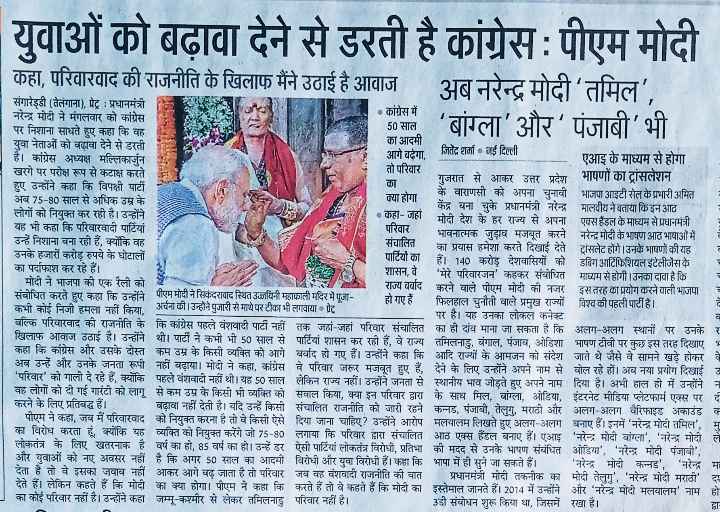 युवाओं को बढ़ावा देने से डरती है कांग्रेस : पीएम मोदी
कहा, परिवारवाद की राजनीति के खिलाफ मैंने उठाई है आवाज
संगारेड्डी (तेलंगाना), प्रेट्र : प्रधानमंत्री
नरेन्द्र मोदी ने मंगलवार को कांग्रेस
पर निशाना साधते हुए कहा कि वह
युवा नेताओं को बढ़ावा देने से डरती
है। कांग्रेस अध्यक्ष मल्लिकार्जुन
खरगे पर परोक्ष रूप से कटाक्ष करते
हुए उन्होंने कहा कि विपक्षी पार्टी
अब 75-80 साल से अधिक उम्र के
लोगों को नियुक्त कर रही है। उन्होंने
यह भी कहा कि परिवारवादी पार्टियां
उन्हें निशाना बना रही हैं, क्योंकि वह
उनके हजारों करोड़ रुपये के घोटालों
का पर्दाफाश कर रहे हैं।
मोदी ने भाजपा की एक रैली को
संबोधित करते हुए कहा कि उन्होंने
कभी कोई निजी हमला नहीं किया,
बल्कि परिवारवाद की राजनीति के
खिलाफ आवाज उठाई है। उन्होंने
कहा कि कांग्रेस और उसके दोस्त
अब उन्हें और उनके जनता रूपी
'परिवार' को गाली दे रहे हैं, क्योंकि
वह लोगों को दी गई गारंटी को लागू
करने के लिए प्रतिबद्ध हैं।
पीएम ने कहा, जब मैं परिवारवाद
का विरोध करता हूं, क्योंकि यह
लोकतंत्र के लिए खतरनाक है
और युवाओं को नए अवसर नहीं
देता है तो वे इसका जवाब नहीं
देते हैं। लेकिन कहते हैं कि मोदी
का कोई परिवार नहीं है। उन्होंने कहा
पीएम मोदी ने सिकंदराबाद स्थित उज्जयिनी महाकाली मंदिर में पूजा-
अर्चना की। उन्होंने पुजारी से माथे पर टीका भी लगवाया ● प्रेट्र
● कांग्रेस में
50 साल
का आदमी
आगे बढ़ेगा,
तो परिवार
का
क्या होगा
● कहा- जहां
परिवार
संचालित
पार्टियों का
शासन, वे
राज्य बर्बाद
हो गए हैं
कि कांग्रेस पहले वंशवादी पार्टी नहीं
थी। पार्टी ने कभी भी 50 साल से
कम उम्र के किसी व्यक्ति को आगे
नहीं बढ़ाया। मोदी ने कहा, कांग्रेस
पहले वंशवादी नहीं थी। यह 50 साल
से कम उम्र के किसी भी व्यक्ति को
बढ़ावा नहीं देती है। यदि उन्हें किसी
को नियुक्त करना है तो वे किसी ऐसे
व्यक्ति को नियुक्त करेंगे जो 75-80
वर्ष का हो, 85 वर्ष का हो। उन्हें डर
है कि अगर 50 साल का आदमी
आकर आगे बढ़ जाता है तो परिवार
का क्या होगा। पीएम ने कहा कि
जम्मू-कश्मीर से लेकर तमिलनाडु
तक जहां-जहां परिवार संचालित
पार्टियां शासन कर रही हैं, वे राज्य
बर्बाद हो गए हैं। उन्होंने कहा कि
वे परिवार जरूर मजबूत हुए हैं,
लेकिन राज्य नहीं। उन्होंने जनता से
सवाल किया, क्या इन परिवार द्वारा
संचालित राजनीति को जारी रहने
दिया जाना चाहिए? उन्होंने आरोप
लगाया कि परिवार द्वारा संचालित
ऐसी पार्टियां लोकतंत्र विरोधी, प्रतिभा
विरोधी और युवा विरोधी हैं। कहा कि
जब वह वंशवादी राजनीति की बात
करते हैं तो वे कहते हैं कि मोदी का
परिवार नहीं है।
अब नरेन्द्र मोदी 'तमिल',
'बांग्ला' और ' पंजाबी' भी
जितेंद्र शर्मा ● नई दिल्ली
गुजरात से आकर उत्तर प्रदेश
के वाराणसी को अपना चुनावी
केंद्र बना चुके प्रधानमंत्री नरेन्द्र
मोदी देश के हर राज्य से अपना
भावनात्मक जुड़ाव मजबूत करने
का प्रयास हमेशा करते दिखाई देते
हैं। 140 करोड़ देशवासियों को
'मेरे परिवारजन' कहकर संबोधित
करने वाले पीएम मोदी की नजर
फिलहाल चुनौती वाले प्रमुख राज्यों
पर है। यह उनका लोकल कनेक्ट
का ही दांव माना जा सकता है कि
तमिलनाडु, बंगाल, पंजाब, ओडिशा
आदि राज्यों के आमजन को संदेश
देने के लिए उन्होंने अपने नाम से
स्थानीय भाव जोड़ते हुए अपने नाम
के साथ मिल, बांग्ला, ओडिया,
कन्नड, पंजाबी, तेलुगु, मराठी और
मलयालम लिखते हुए अलग-अलग
आठ एक्स हैंडल बनाए हैं। एआइ
की मदद से उनके भाषण संबंधित
भाषा में ही सुने जा सकते हैं।
प्रधानमंत्री मोदी तकनीक का
इस्तेमाल जानते हैं। 2014 में उन्होंने
3डी संबोधन शुरू किया था, जिसमें
एआइ के माध्यम से होगा
भाषणों का ट्रांसलेशन
भाजपा आइटी सेल के प्रभारी अमित
मालवीय ने बताया कि इन आठ
एक्स हैंडल के माध्यम से प्रधानमंत्री
नरेन्द्र मोदी के भाषण आठ भाषाओं में
ट्रांसलेट होंगे। उनके भाषणों की यह
डबिंग आर्टिफिशियल इंटेलीजेंस के
माध्यम से होगी। उनका दावा है कि
इस तरह का प्रयोग करने वाली भाजपा
विश्व की पहली पार्टी है।
अलग-अलग स्थानों पर उनके
भाषण टीवी पर कुछ इस तरह दिखाए
जाते थे जैसे वे सामने खड़े होकर
बोल रहे हों। अब नया प्रयोग दिखाई
दिया है। अभी हाल ही में उन्होंने
इंटरनेट मीडिया प्लेटफार्म एक्स पर
अलग-अलग वैरिफाइड अकाउंट
बनाए हैं। इनमें 'नरेन्द्र मोदी तमिल',
'नरेन्द्र मोदी बांग्ला', 'नरेन्द्र मोदी
ओडिया', 'नरेन्द्र मोदी पंजाबी',
'नरेन्द्र मोदी कन्नड', 'नरेन्द्र
मोदी तेलुगु', 'नरेन्द्र मोदी मराठी'
और 'नरेन्द्र मोदी मलयालम' नाम
रखा है।